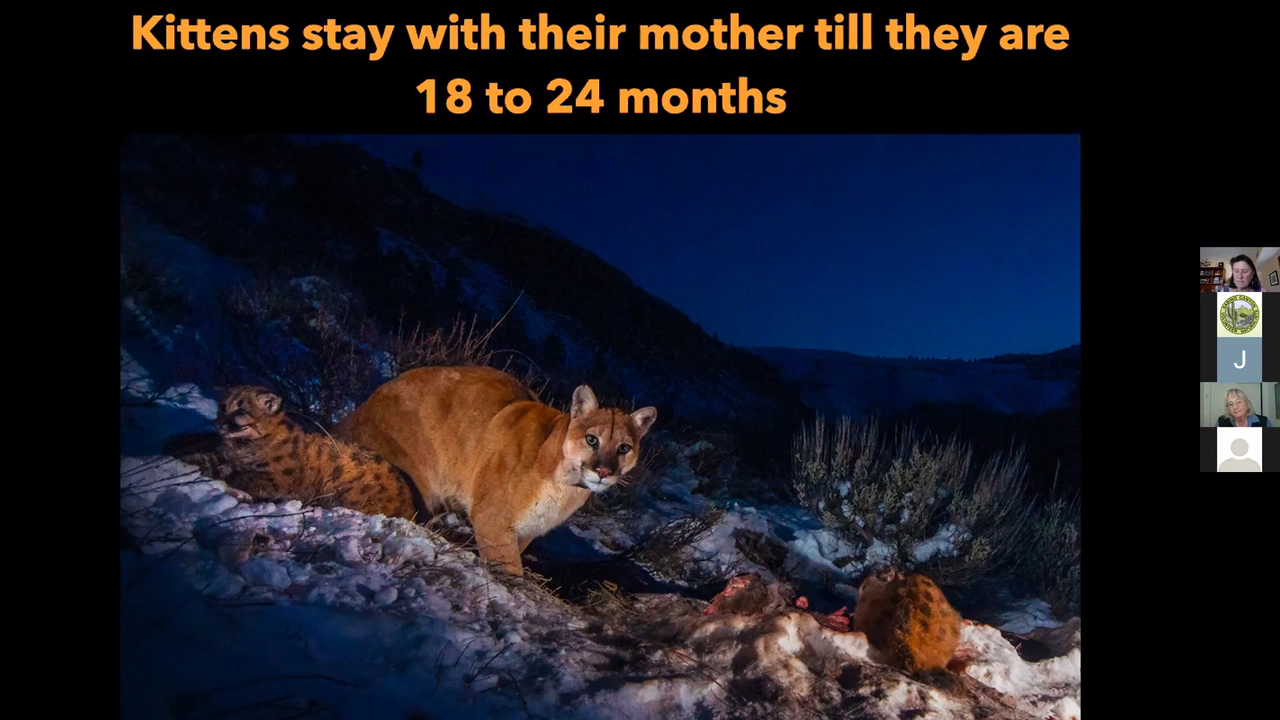 Kittens stay with their mother till they are
18 to 24 months
J